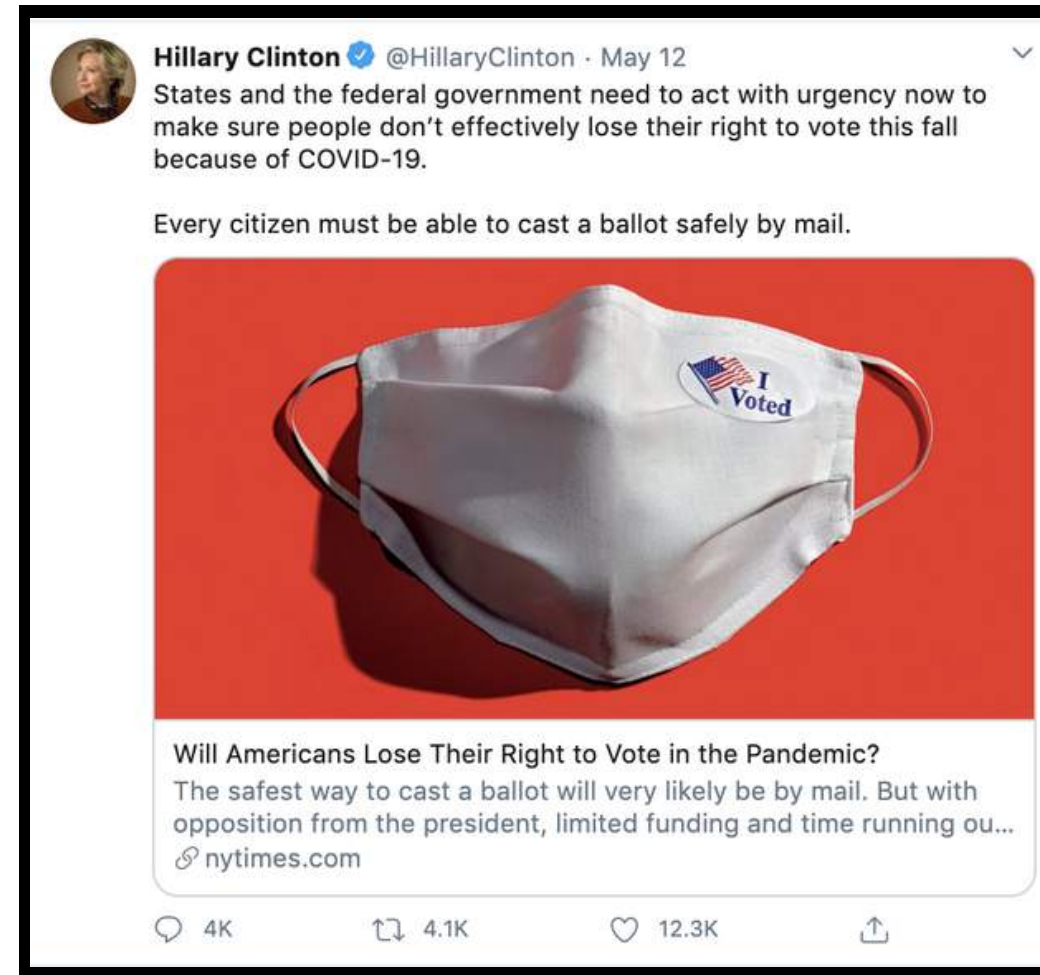 Hillary Clinton @HillaryClinton · May 12
States and the federal government need to act with urgency now to
make sure people don’t effectively lose their right to vote this fall
because of COVID-19.
Every citizen must be able to cast a ballot safely by mail.
I
Voted
Will Americans Lose Their Right to Vote in the Pandemic?
The safest way to cast a ballot will very likely be by mail. But with
opposition from the president, limited funding and time running ou...
nytimes.com
4K 4.1K 12.3K